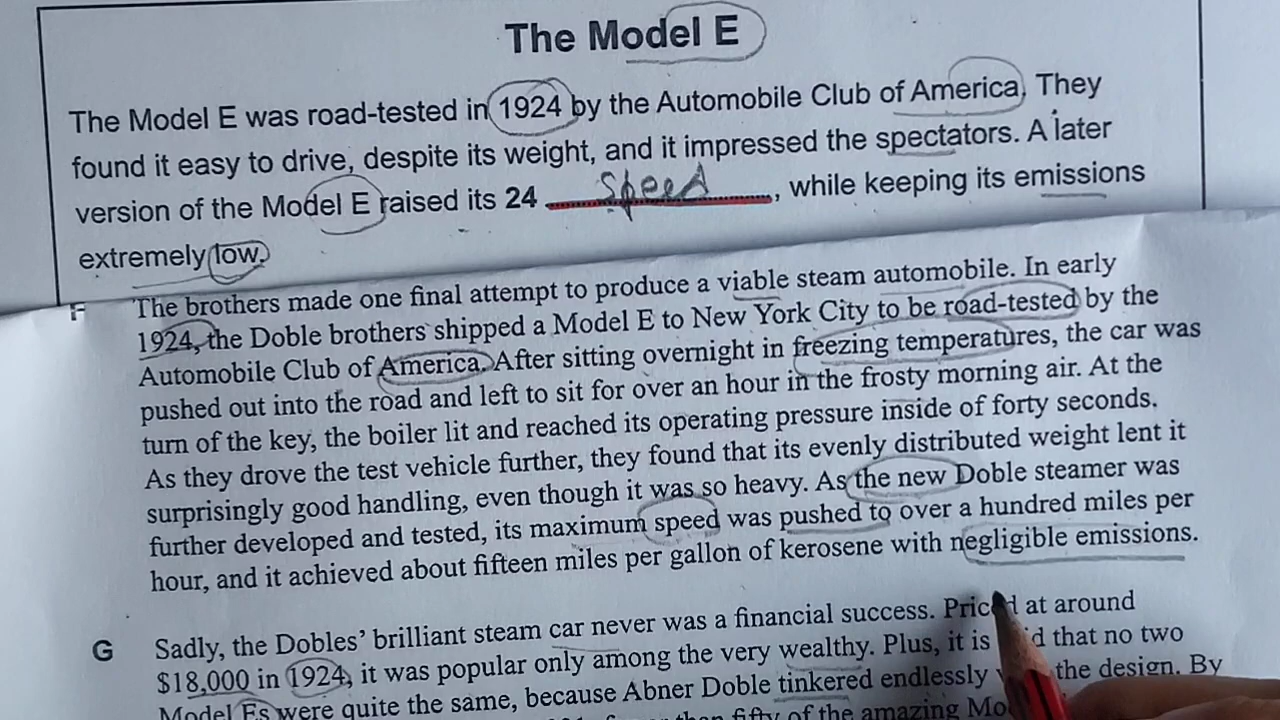 The Model E
The Model E was road-tested in 1924 by the Automobile Club of America. They
found it easy to drive, despite its weight, and it impressed the spectators. A later
version of the Model E raised its 24 speed, while keeping its emissions
extremely low.
F The brothers made one final attempt to produce a viable steam automobile. In early
1924, the Doble brothers shipped a Model E to New York City to be road-tested by the
Automobile Club of America. After sitting overnight in freezing temperatures, the car was
pushed out into the road and left to sit for over an hour in the frosty morning air. At the
turn of the key, the boiler lit and reached its operating pressure inside of forty seconds.
As they drove the test vehicle further, they found that its evenly distributed weight lent it
surprisingly good handling, even though it was so heavy. As the new Doble steamer was
further developed and tested, its maximum speed was pushed to over a hundred miles per
hour, and it achieved about fifteen miles per gallon of kerosene with negligible emissions.
G Sadly, the Dobles' brilliant steam car never was a financial success. Priced at around
$18,000 in 1924, it was popular only among the very wealthy. Plus, it is that no two
Model Es were quite the same, because Abner Doble tinkered endlessly the design. By
than fifty of the amazing